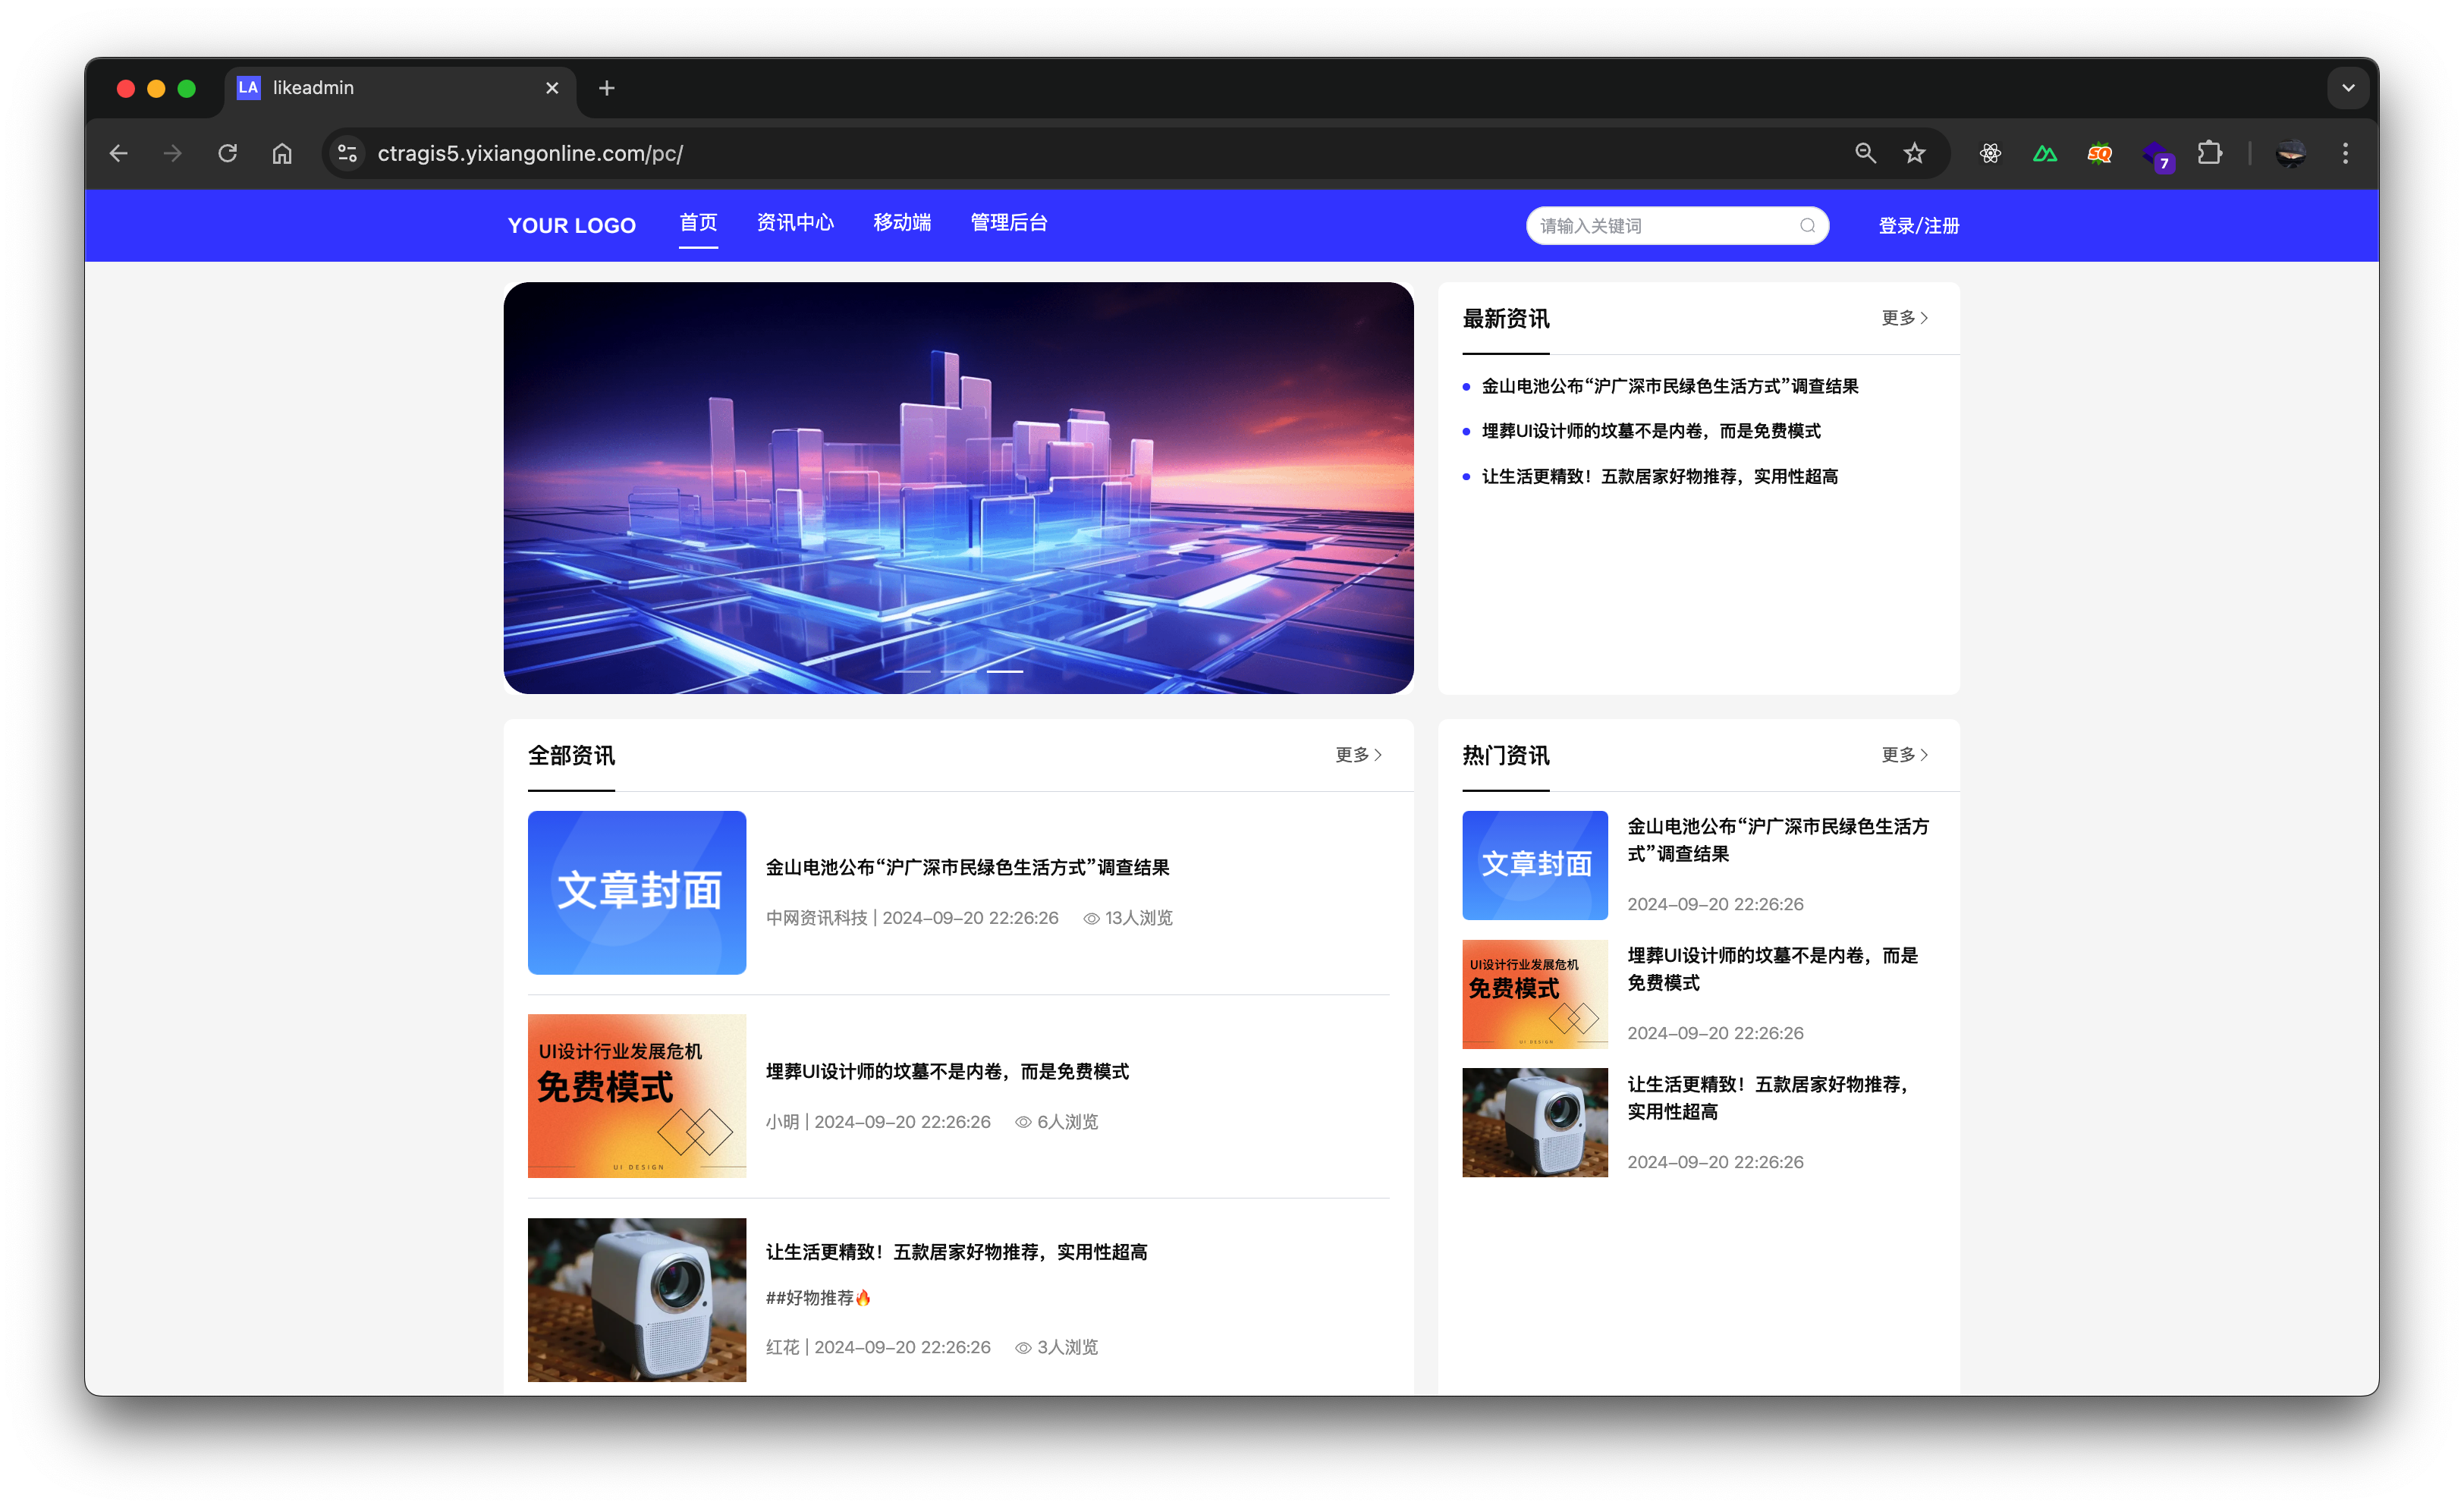 LA likeadmin
ctragis5.yixiangonline.com/pc/
SQ
7
YOUR LOGO 首页 资讯中心 移动端 管理后台 请输入关键词 登录/注册
最新资讯 更多
金山电池公布“沪广深市民绿色生活方式”调查结果
埋葬UI设计师的坟墓不是内卷，而是免费模式
让生活更精致！五款居家好物推荐，实用性超高
全部资讯 更多
文章封面
金山电池公布“沪广深市民绿色生活方式”调查结果
中网资讯科技 | 2024-09-20 22:26:26 13人浏览
UI设计行业发展危机
免费模式
UI DESIGN
埋葬UI设计师的坟墓不是内卷，而是免费模式
小明 | 2024-09-20 22:26:26 6人浏览
让生活更精致！五款居家好物推荐，实用性超高
##好物推荐🔥
红花 | 2024-09-20 22:26:26 3人浏览
热门资讯 更多
文章封面
金山电池公布“沪广深市民绿色生活方
式”调查结果
2024-09-20 22:26:26
UI设计行业发展危机
免费模式
UI DESIGN
埋葬UI设计师的坟墓不是内卷，而是
免费模式
2024-09-20 22:26:26
让生活更精致！五款居家好物推荐，
实用性超高
2024-09-20 22:26:26